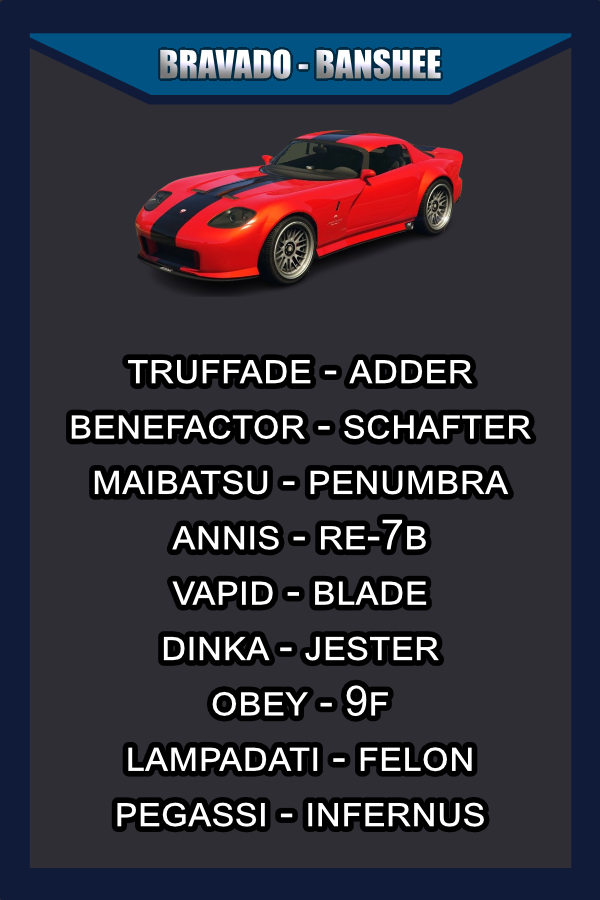 BRAVADO - BANSHEE
TRUFFADE - ADDER
BENEFACTOR - SCHAFTER
MAIBATSU - PENUMBRA
ANNIS - RE-7B
VAPID - BLADE
DINKA - JESTER
OBEY - 9F
LAMPADATI - FELON
PEGASSI - INFERNUS